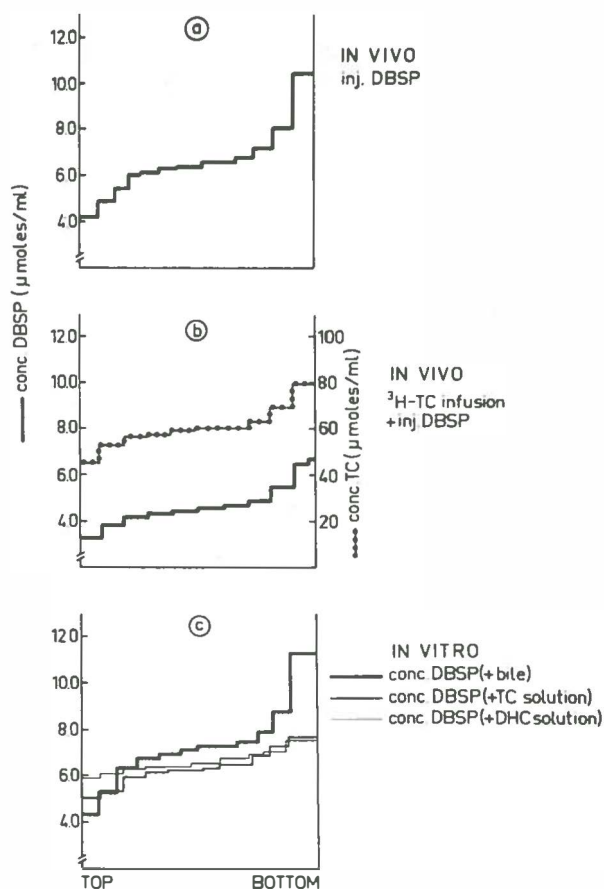 conc. DBSP (µmoles/ml)
12.0
10.0
8.0
6.0
4.0
a
IN VIVO
inj. DBSP
12.0
10.0
8.0
6.0
4.0
b
100
80
60
40
20
conc. TC (µmoles/ml)
IN VIVO
³H-TC infusion
+inj.DBSP
12.0
10.0
8.0
6.0
4.0
c
IN VITRO
conc. DBSP(+bile)
conc. DBSP(+TC solution)
conc. DBSP(+DHC solution)
TOP
BOTTOM